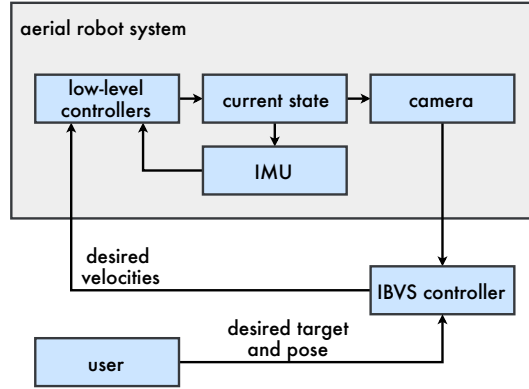 aerial robot system
low-level
controllers
current state
camera
IMU
desired
velocities
IBVS controller
desired target
and pose
user